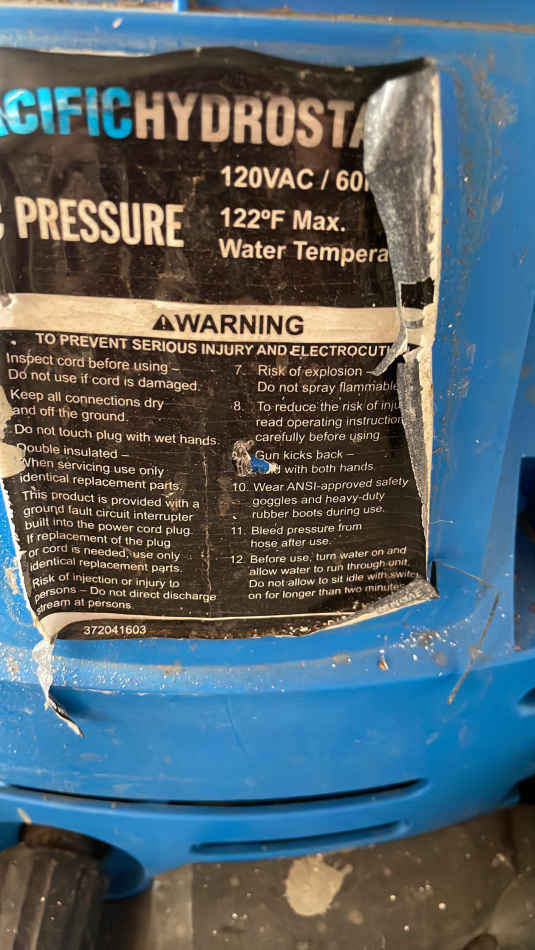 ACIFICHYDROSTA
120VAC / 60
PRESSURE
122°F Max.
Water Tempera
⚠WARNING
TO PREVENT SERIOUS INJURY AND ELECTROCUTI
Inspect cord before using –
Do not use if cord is damaged.
Keep all connections dry
and off the ground.
Do not touch plug with wet hands.
Double insulated –
When servicing use only
identical replacement parts.
This product is provided with a
ground fault circuit interrupter
built into the power cord plug.
If replacement of the plug
or cord is needed, use only
identical replacement parts.
Risk of injection or injury to
persons – Do not direct discharge
stream at persons
7. Risk of explosion –
Do not spray flammable
8. To reduce the risk of inju
read operating instruction
carefully before using.
Gun kicks back –
with both hands.
10. Wear ANSI-approved safety
goggles and heavy-duty
rubber boots during use.
11. Bleed pressure from
hose after use.
12. Before use, turn water on and
allow water to run through unit.
Do not allow to sit idle with switch
on for longer than two minutes
372041603